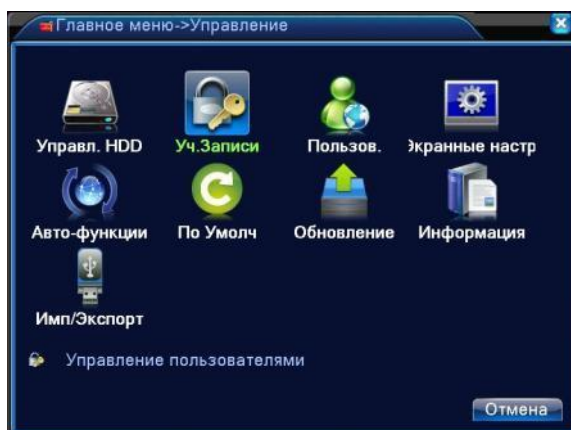 Главное меню->Управление
Управл. HDD Уч.Записи Пользов. Экранные настр
Авто-функции По Умолч Обновление Информация
Имп/Экспорт
Управление пользователями
Отмена